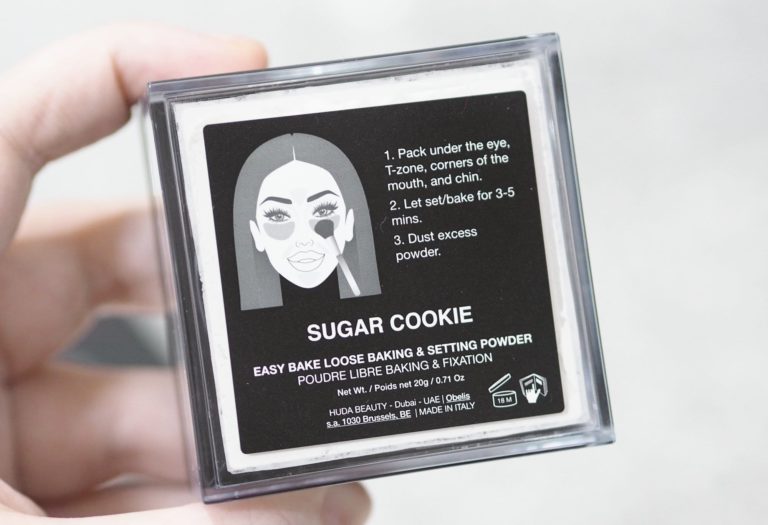 1. Pack under the eye,
T-zone, corners of the
mouth, and chin.
2. Let set/bake for 3-5
mins.
3. Dust excess
powder.
SUGAR COOKIE
EASY BAKE LOOSE BAKING & SETTING POWDER
POUDRE LIBRE BAKING & FIXATION
Net Wt. / Poids net 20g / 0.71 Oz
HUDA BEAUTY - Dubai - UAE | Obelis
s.a. 1030 Brussels, BE | MADE IN ITALY
18 M